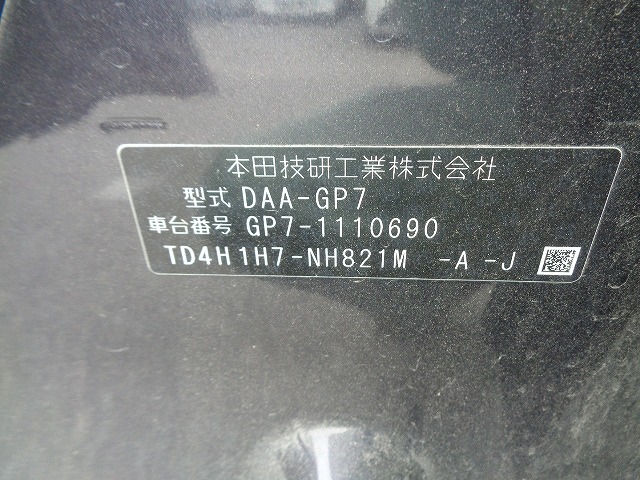 本田技研工業株式会社
型式 DAA-GP7
車台番号 GP7-1110690
TD4H1H7-NH821M -A -J